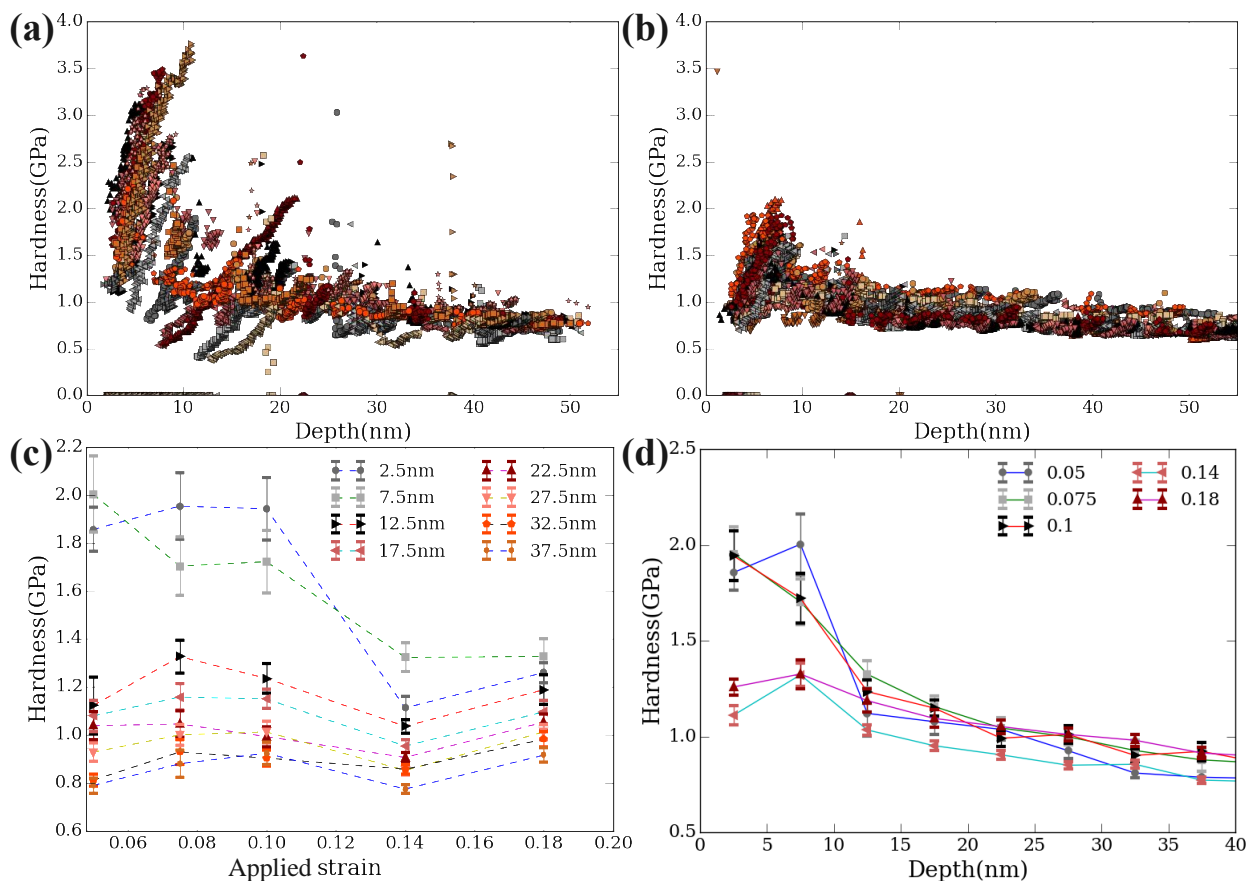 (a)
4.0
3.5
3.0
2.5
2.0
1.5
1.0
0.5
0.0
Hardness(GPa)
0 10 20 30 40 50
Depth(nm)
(b)
4.0
3.5
3.0
2.5
2.0
1.5
1.0
0.5
0.0
Hardness(GPa)
0 10 20 30 40 50
Depth(nm)
(c)
2.2
2.0
1.8
1.6
1.4
1.2
1.0
0.8
0.6
Hardness(GPa)
2.5nm
7.5nm
12.5nm
17.5nm
22.5nm
27.5nm
32.5nm
37.5nm
0.06 0.08 0.10 0.12 0.14 0.16 0.18 0.20
Applied strain
(d)
2.5
2.0
1.5
1.0
0.5
Hardness(GPa)
0.05
0.075
0.1
0.14
0.18
0 5 10 15 20 25 30 35 40
Depth(nm)